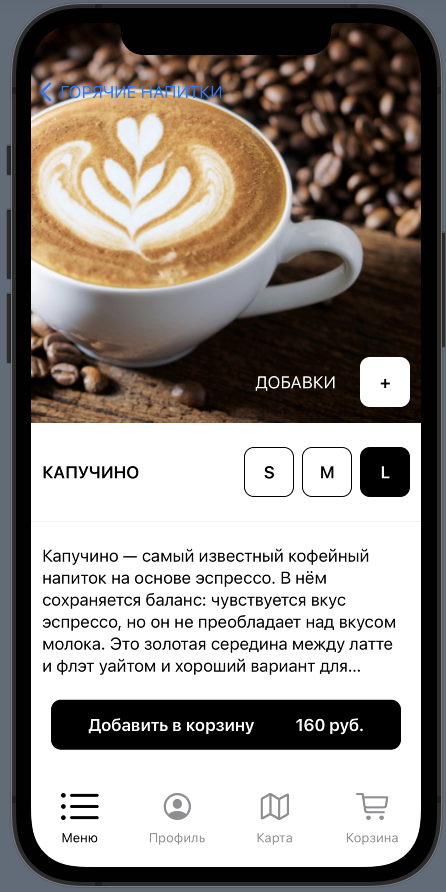 ГОРЯЧИЕ НАПИТКИ
ДОБАВКИ +
КАПУЧИНО S M L
Капучино — самый известный кофейный
напиток на основе эспрессо. В нём
сохраняется баланс: чувствуется вкус
эспрессо, но он не преобладает над вкусом
молока. Это золотая середина между латте
и флэт уайтом и хороший вариант для...
Добавить в корзину 160 руб.
Меню Профиль Карта Корзина